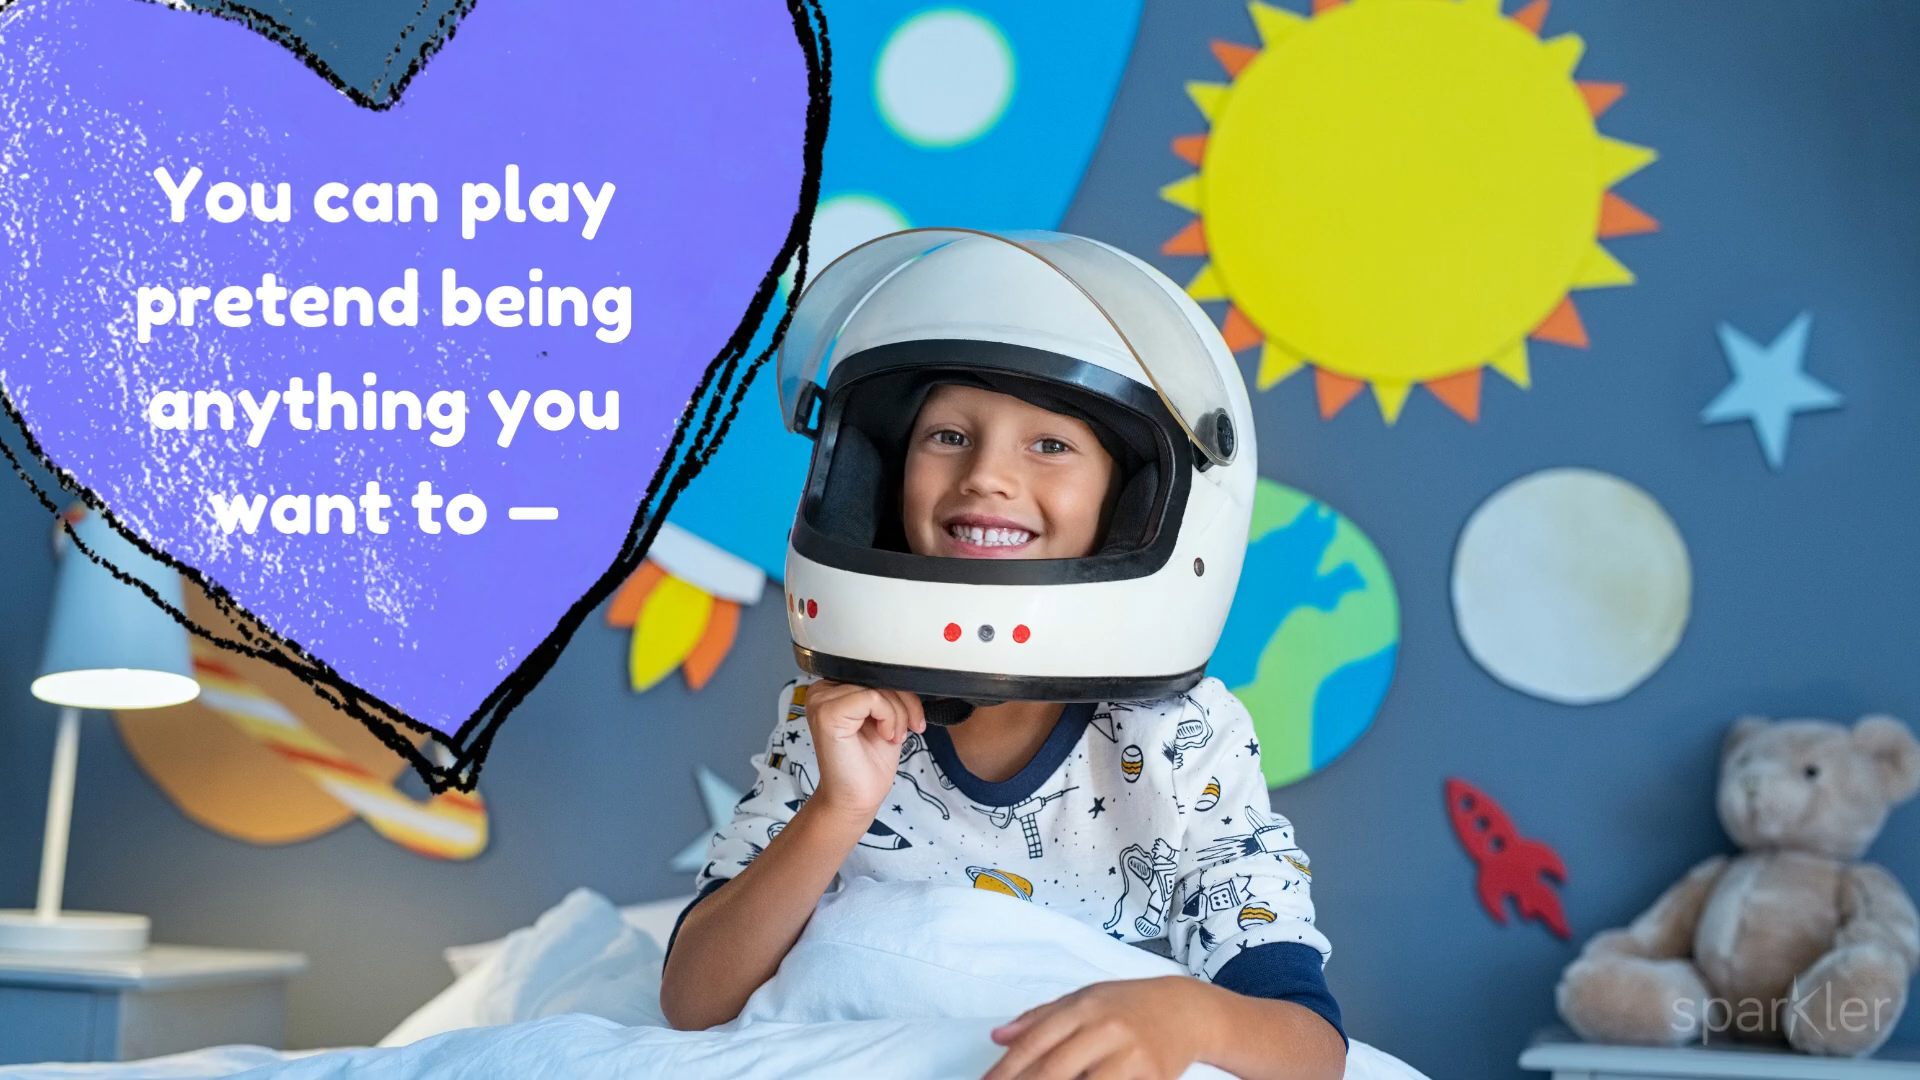 You can play
pretend being
anything you
want to –
sparkler